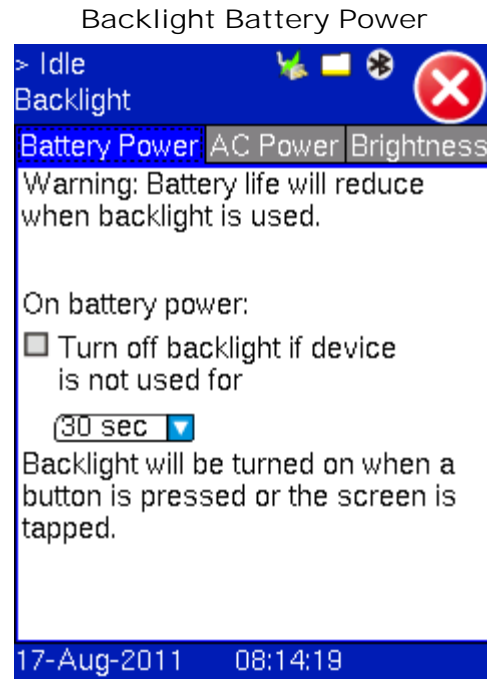 Backlight Battery Power
> Idle
Backlight
Battery Power AC Power Brightness
Warning: Battery life will reduce
when backlight is used.
On battery power:
Turn off backlight if device
is not used for
30 sec
Backlight will be turned on when a
button is pressed or the screen is
tapped.
17-Aug-2011 08:14:19